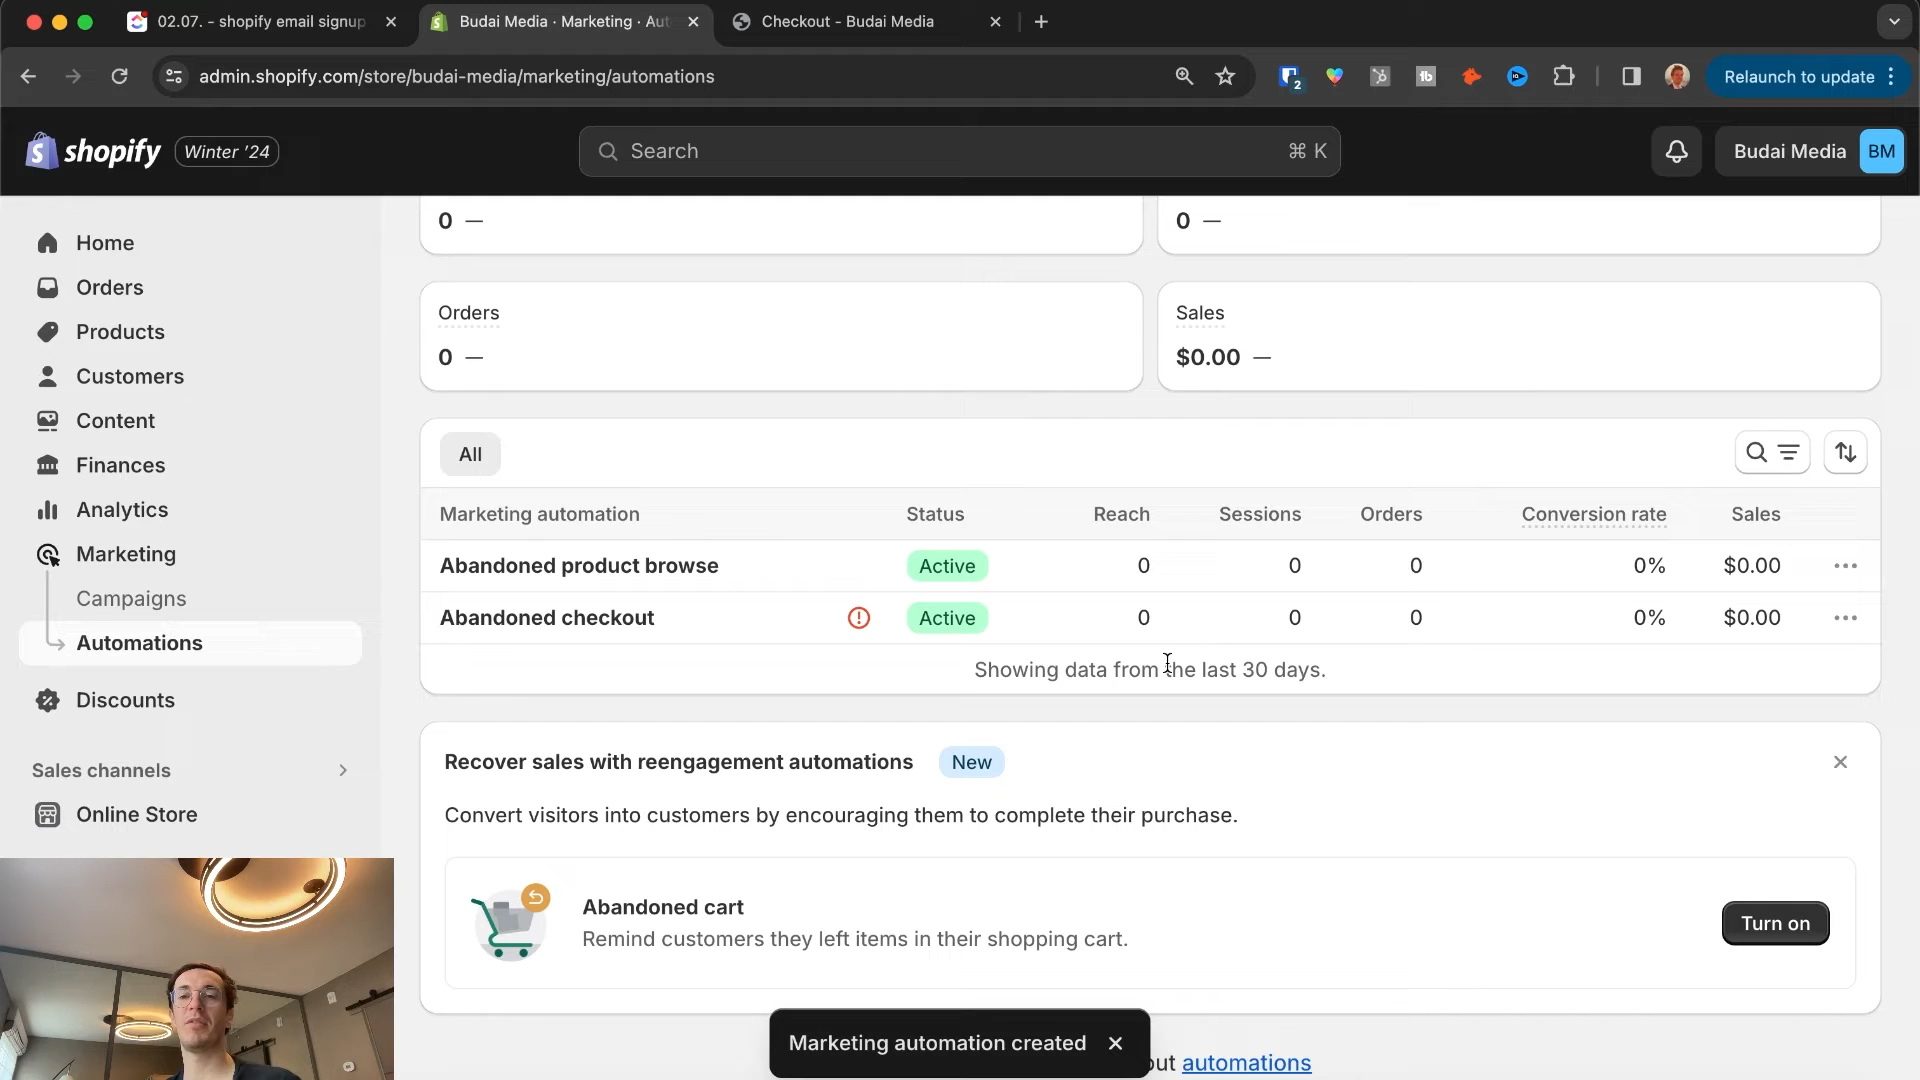 02.07. - shopify email signup
Budai Media · Marketing · Aut
Checkout - Budai Media
admin.shopify.com/store/budai-media/marketing/automations
2
Relaunch to update
shopify
Winter '24
Search
⌘ K
Budai Media
BM
Home
Orders
Products
Customers
Content
Finances
Analytics
Marketing
Campaigns
Automations
Discounts
Sales channels
Online Store
0 —
0 —
Orders
0 —
Sales
$0.00 —
All
Marketing automation Status Reach Sessions Orders Conversion rate Sales
Abandoned product browse Active 0 0 0 0% $0.00
Abandoned checkout Active 0 0 0 0% $0.00
Showing data from the last 30 days.
Recover sales with reengagement automations New
Convert visitors into customers by encouraging them to complete their purchase.
Abandoned cart
Remind customers they left items in their shopping cart.
Turn on
Marketing automation created
out automations